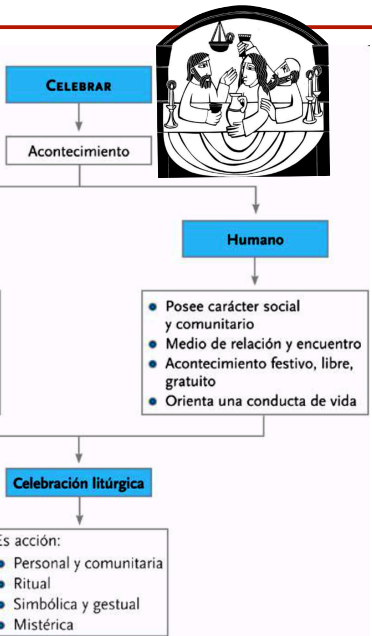 CELEBRAR
Acontecimiento
Humano
• Posee carácter social
y comunitario
• Medio de relación y encuentro
• Acontecimiento festivo, libre,
gratuito
• Orienta una conducta de vida
Celebración litúrgica
Es acción:
• Personal y comunitaria
• Ritual
• Simbólica y gestual
• Mistérica